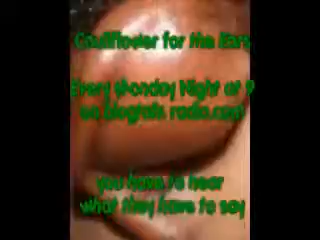 Cauliflower for the Ears
Every Monday Night at 9
on blogtalk radio.com
you have to hear
what they have to say